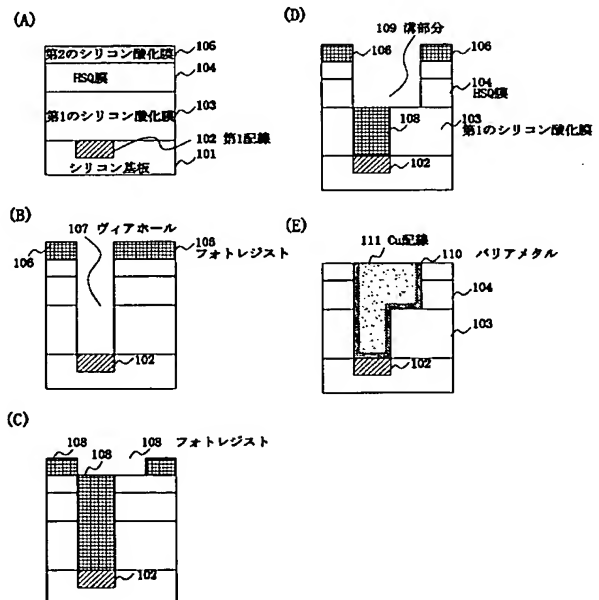 (A)
第2のシリコン酸化膜
105
HSQ膜
104
第1のシリコン酸化膜
103
102 第1配線
シリコン基板
101
(B)
107 ヴィアホール
106
フォトレジスト
106
102
(C)
108
108
108 フォトレジスト
102
(D)
109 溝部分
106
106
104
HSQ膜
108
103
第1のシリコン酸化膜
102
(E)
111 Cu配線
110
バリアメタル
104
103
102